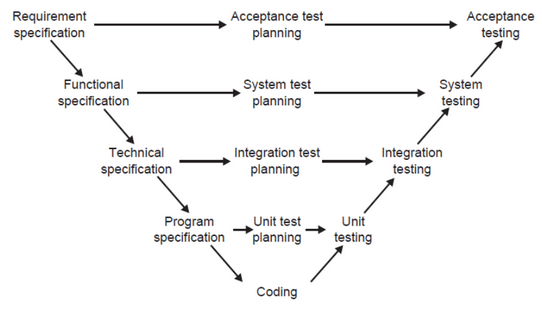 Requirement
specification
Acceptance test
planning
Acceptance
testing
Functional
specification
System test
planning
System
testing
Technical
specification
Integration test
planning
Integration
testing
Program
specification
Unit test
planning
Unit
testing
Coding